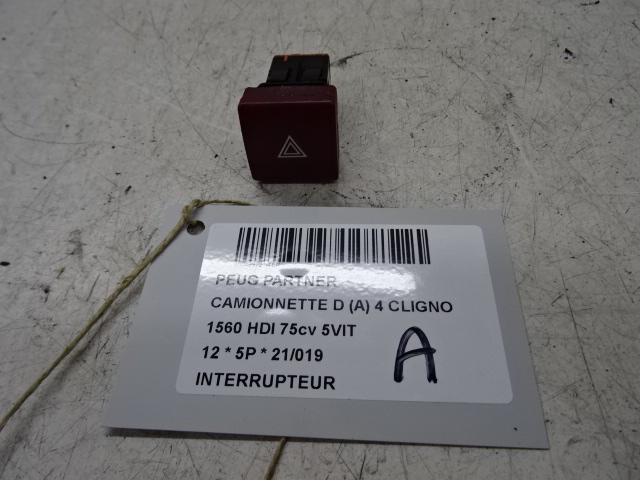 PEUG PARTNER
CAMIONNETTE D (A) 4 CLIGNO
1560 HDI 75cv 5VIT
12 * 5P * 21/019
INTERRUPTEUR
A